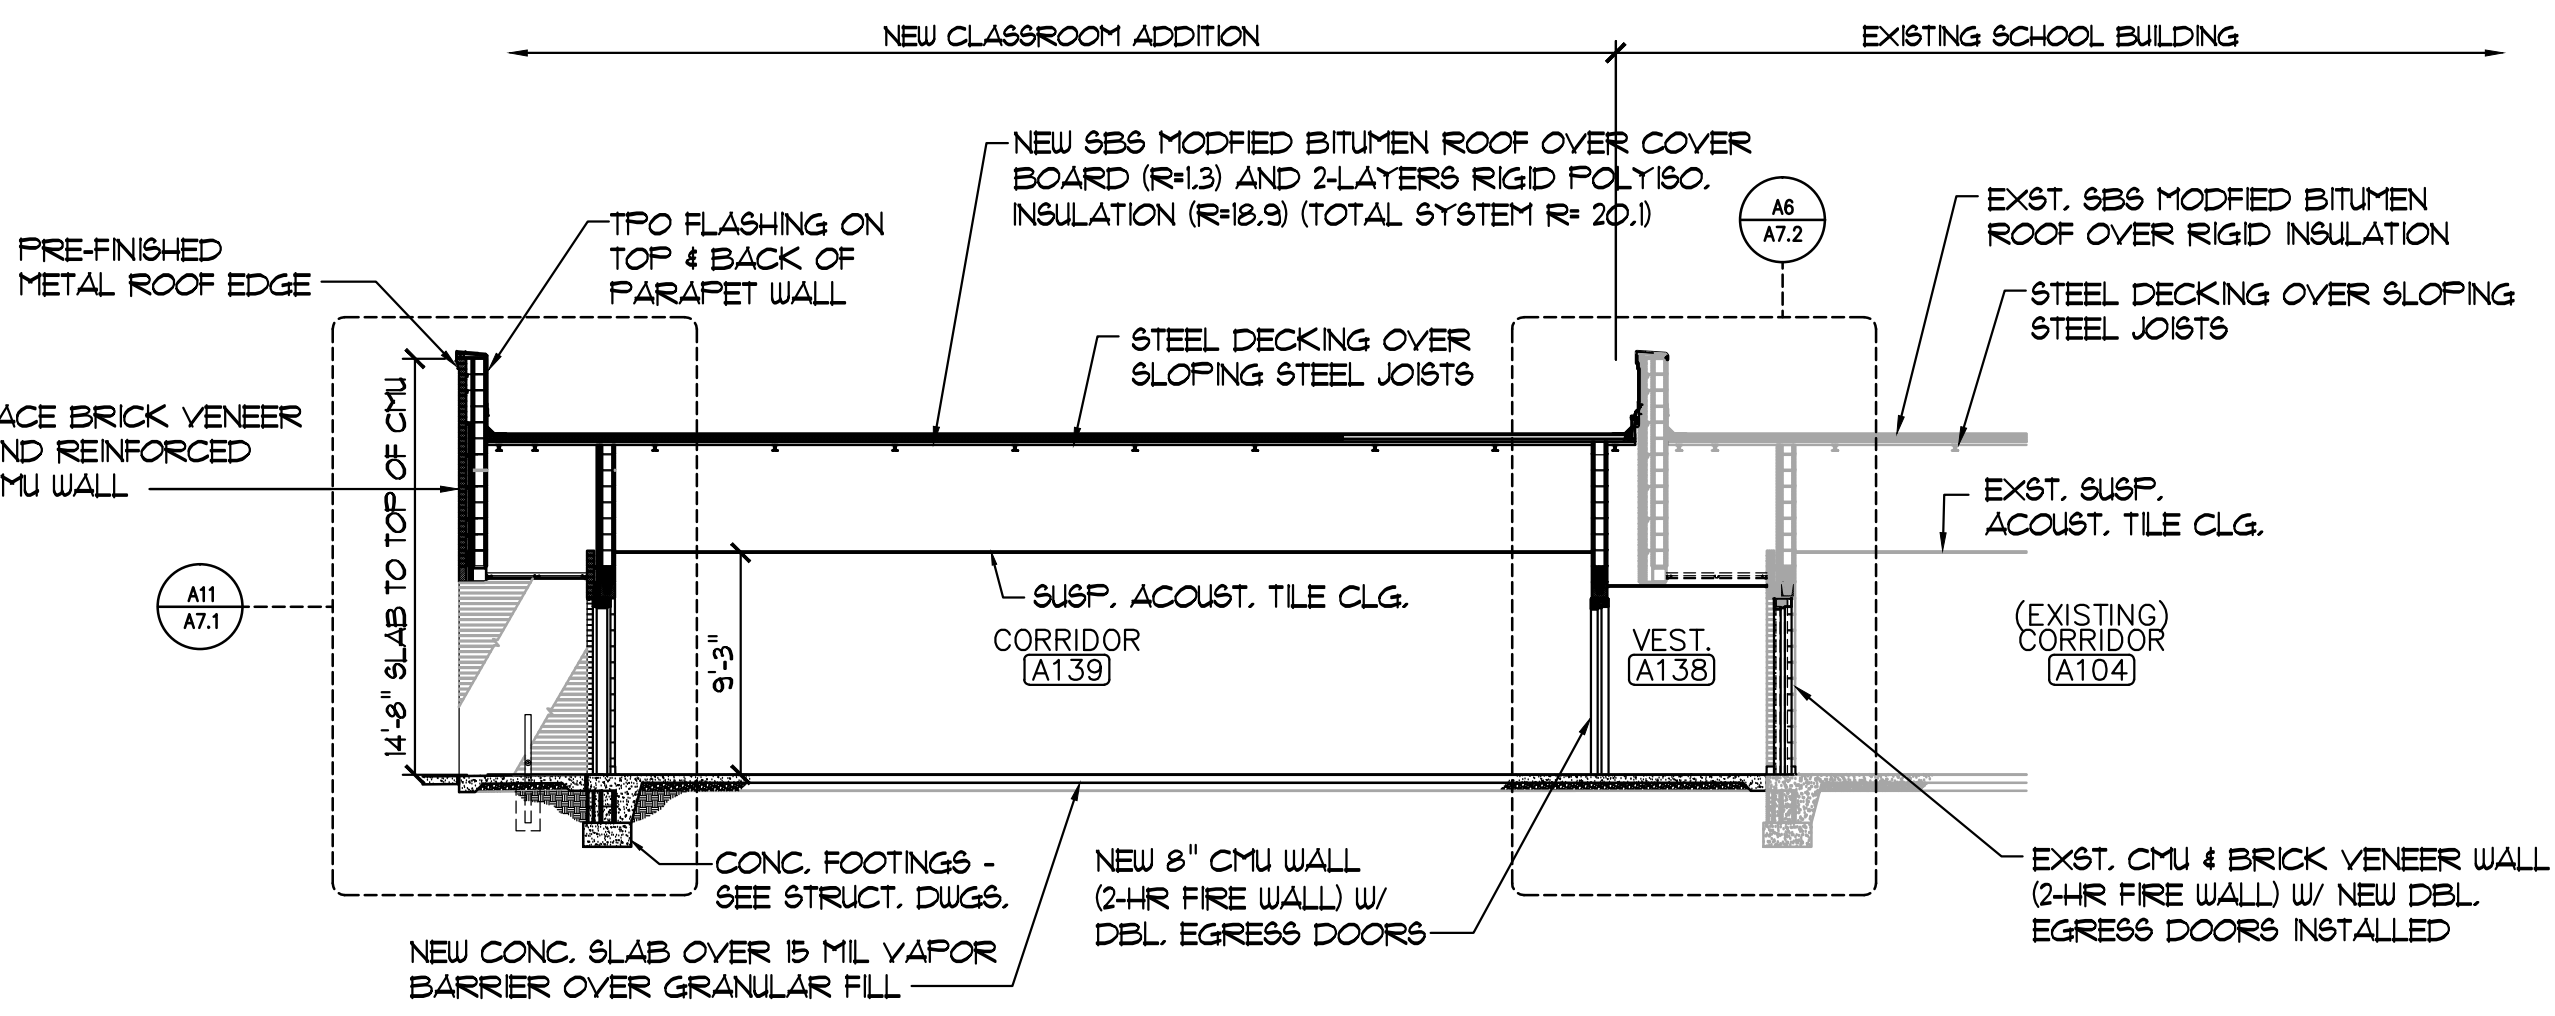 NEW CLASSROOM ADDITION
EXISTING SCHOOL BUILDING
NEW SBS MODFIED BITUMEN ROOF OVER COVER
BOARD (R=1.3) AND 2-LAYERS RIGID POLYISO.
INSULATION (R=18.9) (TOTAL SYSTEM R= 20.1)
A6
A7.2
EXST. SBS MODFIED BITUMEN
ROOF OVER RIGID INSULATION
TPO FLASHING ON
TOP & BACK OF
PARAPET WALL
PRE-FINISHED
METAL ROOF EDGE
STEEL DECKING OVER SLOPING
STEEL JOISTS
STEEL DECKING OVER
SLOPING STEEL JOISTS
ACE BRICK VENEER
ND REINFORCED
MU WALL
14'-8" SLAB TO TOP OF CMU
EXST. SUSP.
ACOUST. TILE CLG.
A11
A7.1
SUSP. ACOUST. TILE CLG.
9'-3"
CORRIDOR
A139
VEST.
A138
(EXISTING)
CORRIDOR
A104
CONC. FOOTINGS -
SEE STRUCT. DWGS.
NEW 8" CMU WALL
(2-HR FIRE WALL) W/
DBL. EGRESS DOORS
EXST. CMU & BRICK VENEER WALL
(2-HR FIRE WALL) W/ NEW DBL.
EGRESS DOORS INSTALLED
NEW CONC. SLAB OVER 15 MIL VAPOR
BARRIER OVER GRANULAR FILL